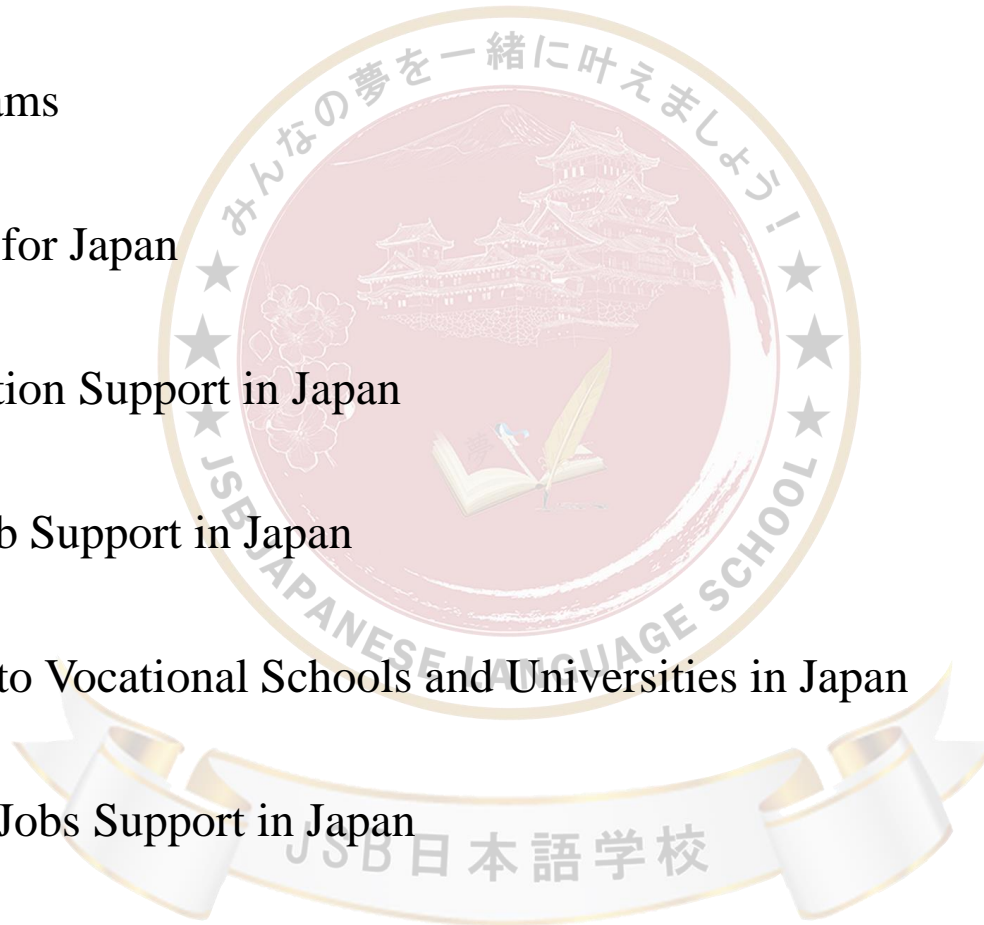 みんなの夢を一緒に叶えましょう!
ams
for Japan
tion Support in Japan
b Support in Japan
JSB JAPANESE LANGUAGE SCHOOL
to Vocational Schools and Universities in Japan
Jobs Support in Japan
JSB日本語学校